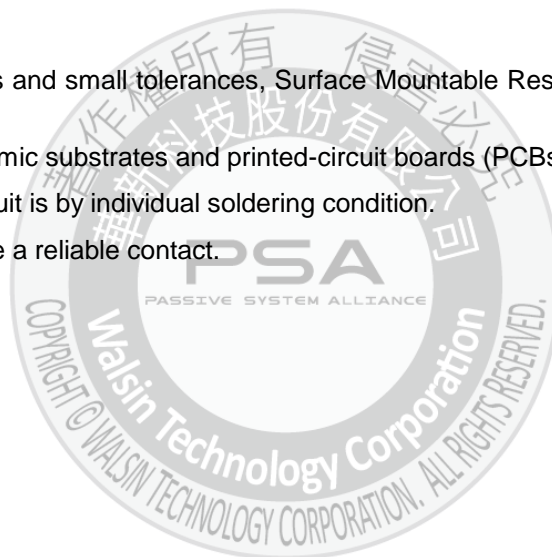 s and small tolerances, Surface Mountable Res
mic substrates and printed-circuit boards (PCBs
uit is by individual soldering condition.
e a reliable contact.
著作權所有 侵害必究
華新科技股份有限公司
PSA
PASSIVE SYSTEM ALLIANCE
Walsin Technology Corporation
COPYRIGHT © WALSIN TECHNOLOGY CORPORATION. ALL RIGHTS RESERVED.